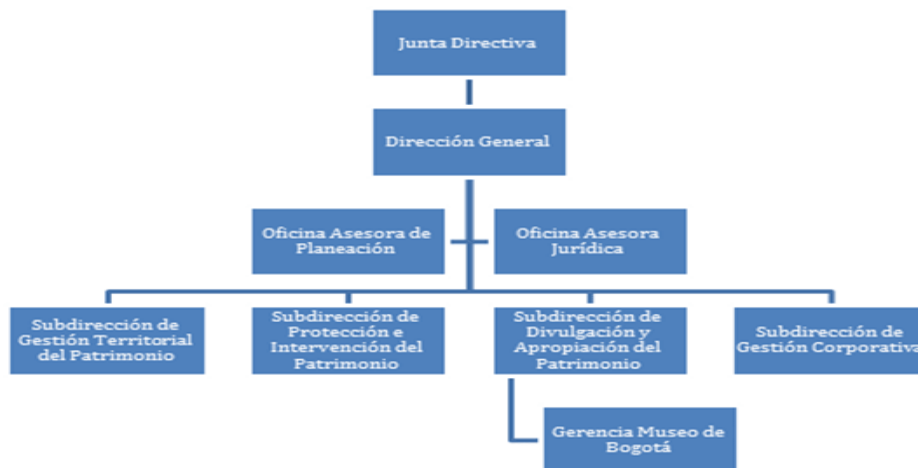 Junta Directiva
Dirección General
Oficina Asesora de
Planeación
Oficina Asesora
Jurídica
Subdirección de
Gestión Territorial
del Patrimonio
Subdirección de
Protección e
Intervención del
Patrimonio
Subdirección de
Divulgación y
Apropiación del
Patrimonio
Subdirección de
Gestión Corporativa
Gerencia Museo de
Bogotá